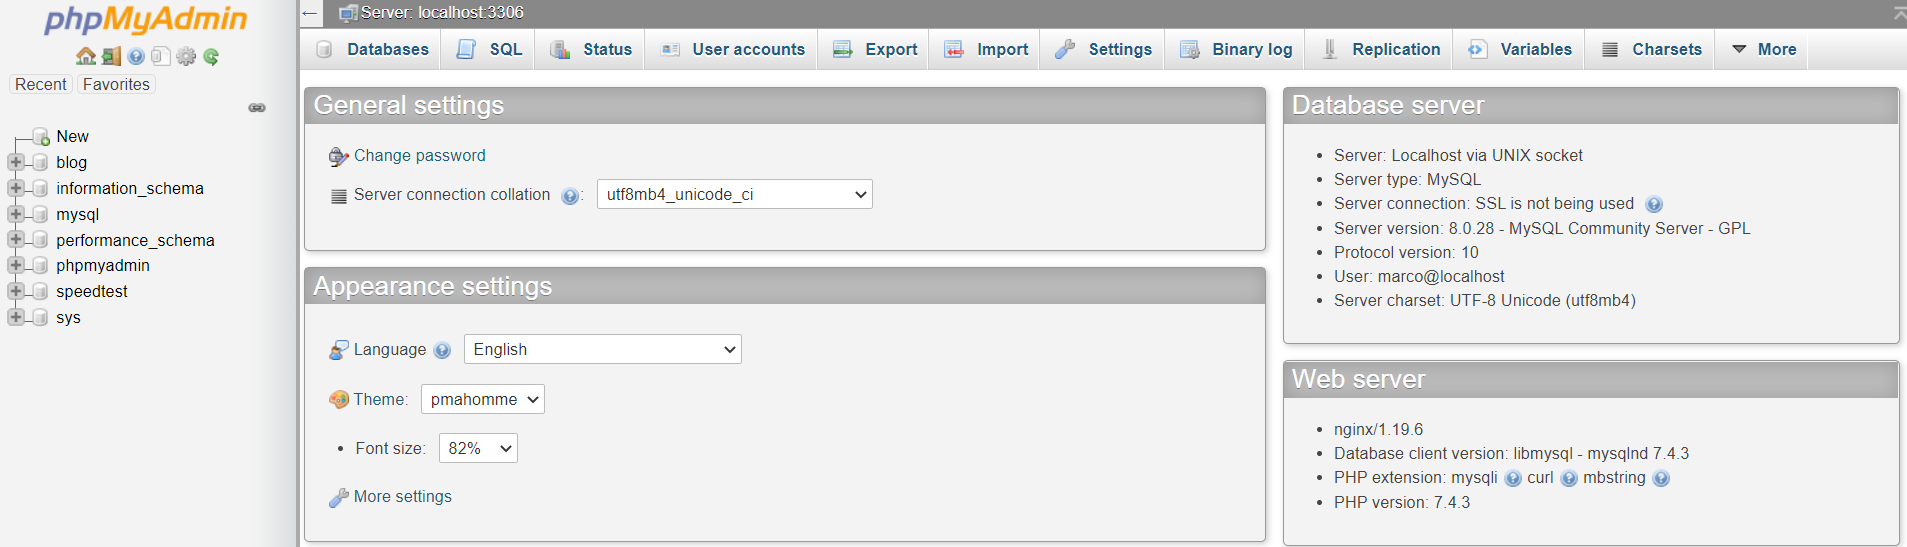 phpMyAdmin
Recent Favorites
New
blog
information_schema
mysql
performance_schema
phpmyadmin
speedtest
sys
Server: localhost:3306
Databases SQL Status User accounts Export Import Settings Binary log Replication Variables Charsets More
General settings
Change password
Server connection collation : utf8mb4_unicode_ci
Appearance settings
Language English
Theme: pmahomme
Font size: 82%
More settings
Database server
Server: Localhost via UNIX socket
Server type: MySQL
Server connection: SSL is not being used
Server version: 8.0.28 - MySQL Community Server - GPL
Protocol version: 10
User: marco@localhost
Server charset: UTF-8 Unicode (utf8mb4)
Web server
nginx/1.19.6
Database client version: libmysql - mysqlnd 7.4.3
PHP extension: mysqli curl mbstring
PHP version: 7.4.3